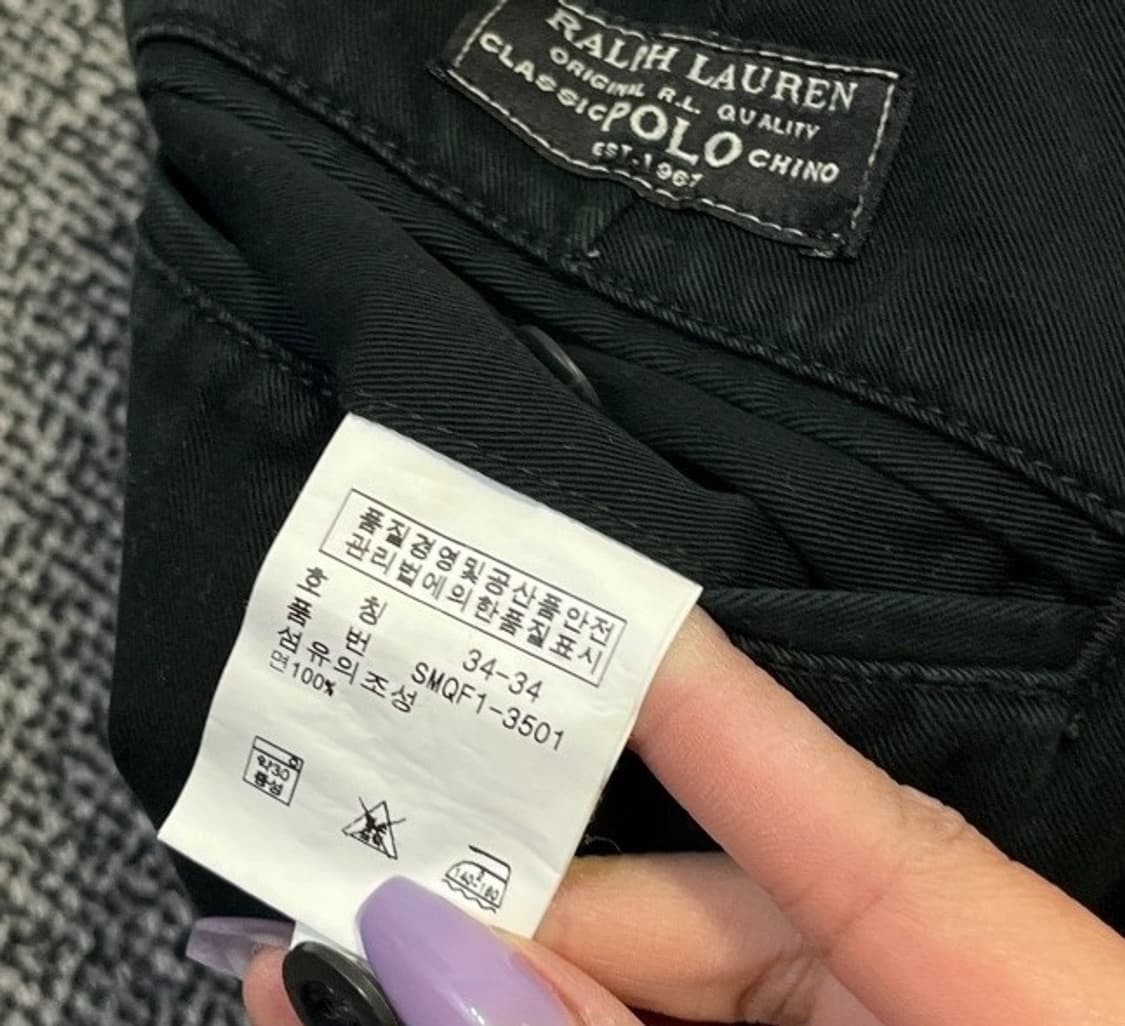 RALPH LAUREN
ORIGINAL R.L. QUALITY
CLASSIC POLO CHINO
EST. 1967
품질경영및공산품안전
관리법에의한품질표시
호 칭 34-34
품 번 SMQF1-3501
섬유의조성
면100%
약30
중성
140-160